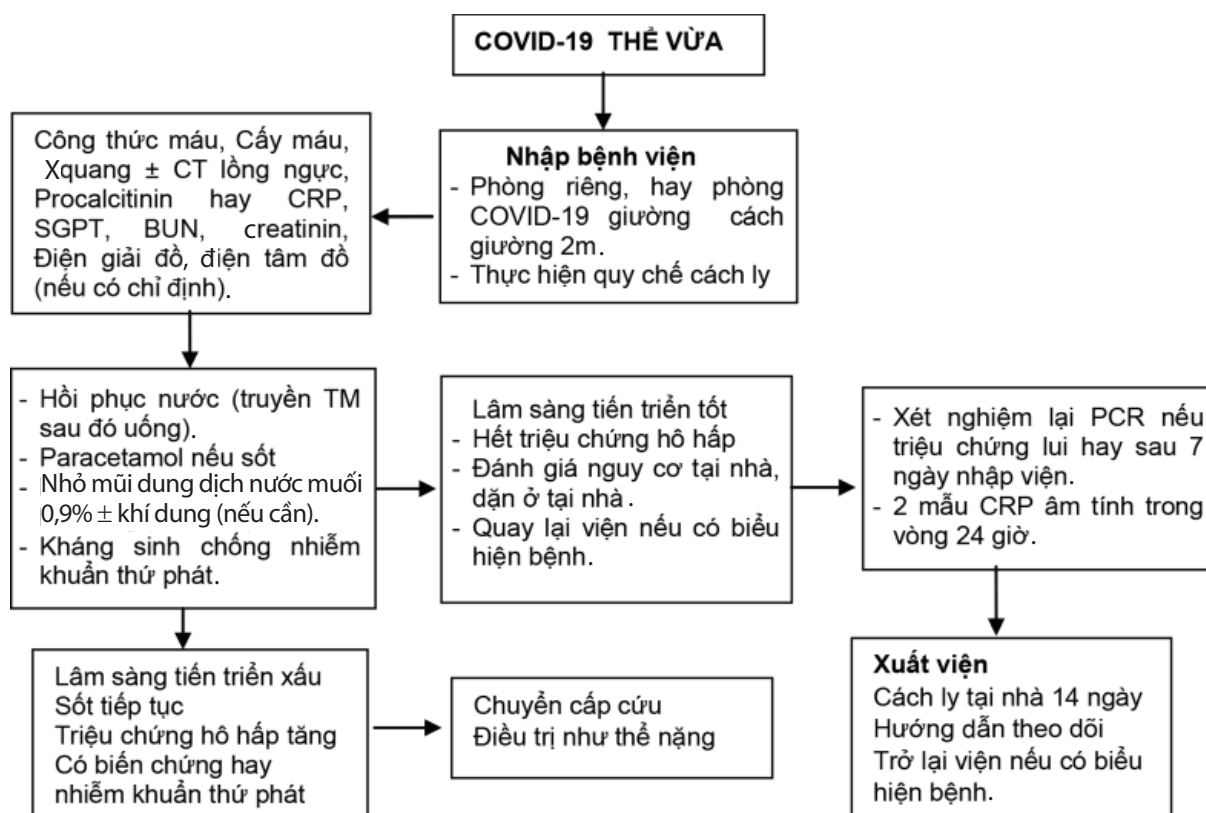 COVID-19 THỂ VỪA
Nhập bệnh viện
- Phòng riêng, hay phòng
COVID-19 giường cách
giường 2m.
- Thực hiện quy chế cách ly
Công thức máu, Cấy máu,
Xquang ± CT lồng ngực,
Procalcitinin hay CRP,
SGPT, BUN, creatinin,
Điện giải đồ, điện tâm đồ
(nếu có chỉ định).
- Hồi phục nước (truyền TM
sau đó uống).
- Paracetamol nếu sốt
- Nhỏ mũi dung dịch nước muối
0,9% ± khí dung (nếu cần).
- Kháng sinh chống nhiễm
khuẩn thứ phát.
Lâm sàng tiến triển tốt
- Hết triệu chứng hô hấp
- Đánh giá nguy cơ tại nhà,
dặn ở tại nhà.
- Quay lại viện nếu có biểu
hiện bệnh.
- Xét nghiệm lại PCR nếu
triệu chứng lui hay sau 7
ngày nhập viện.
- 2 mẫu CRP âm tính trong
vòng 24 giờ.
Lâm sàng tiến triển xấu
Sốt tiếp tục
Triệu chứng hô hấp tăng
Có biến chứng hay
nhiễm khuẩn thứ phát
Chuyển cấp cứu
Điều trị như thể nặng
Xuất viện
Cách ly tại nhà 14 ngày
Hướng dẫn theo dõi
Trở lại viện nếu có biểu
hiện bệnh.